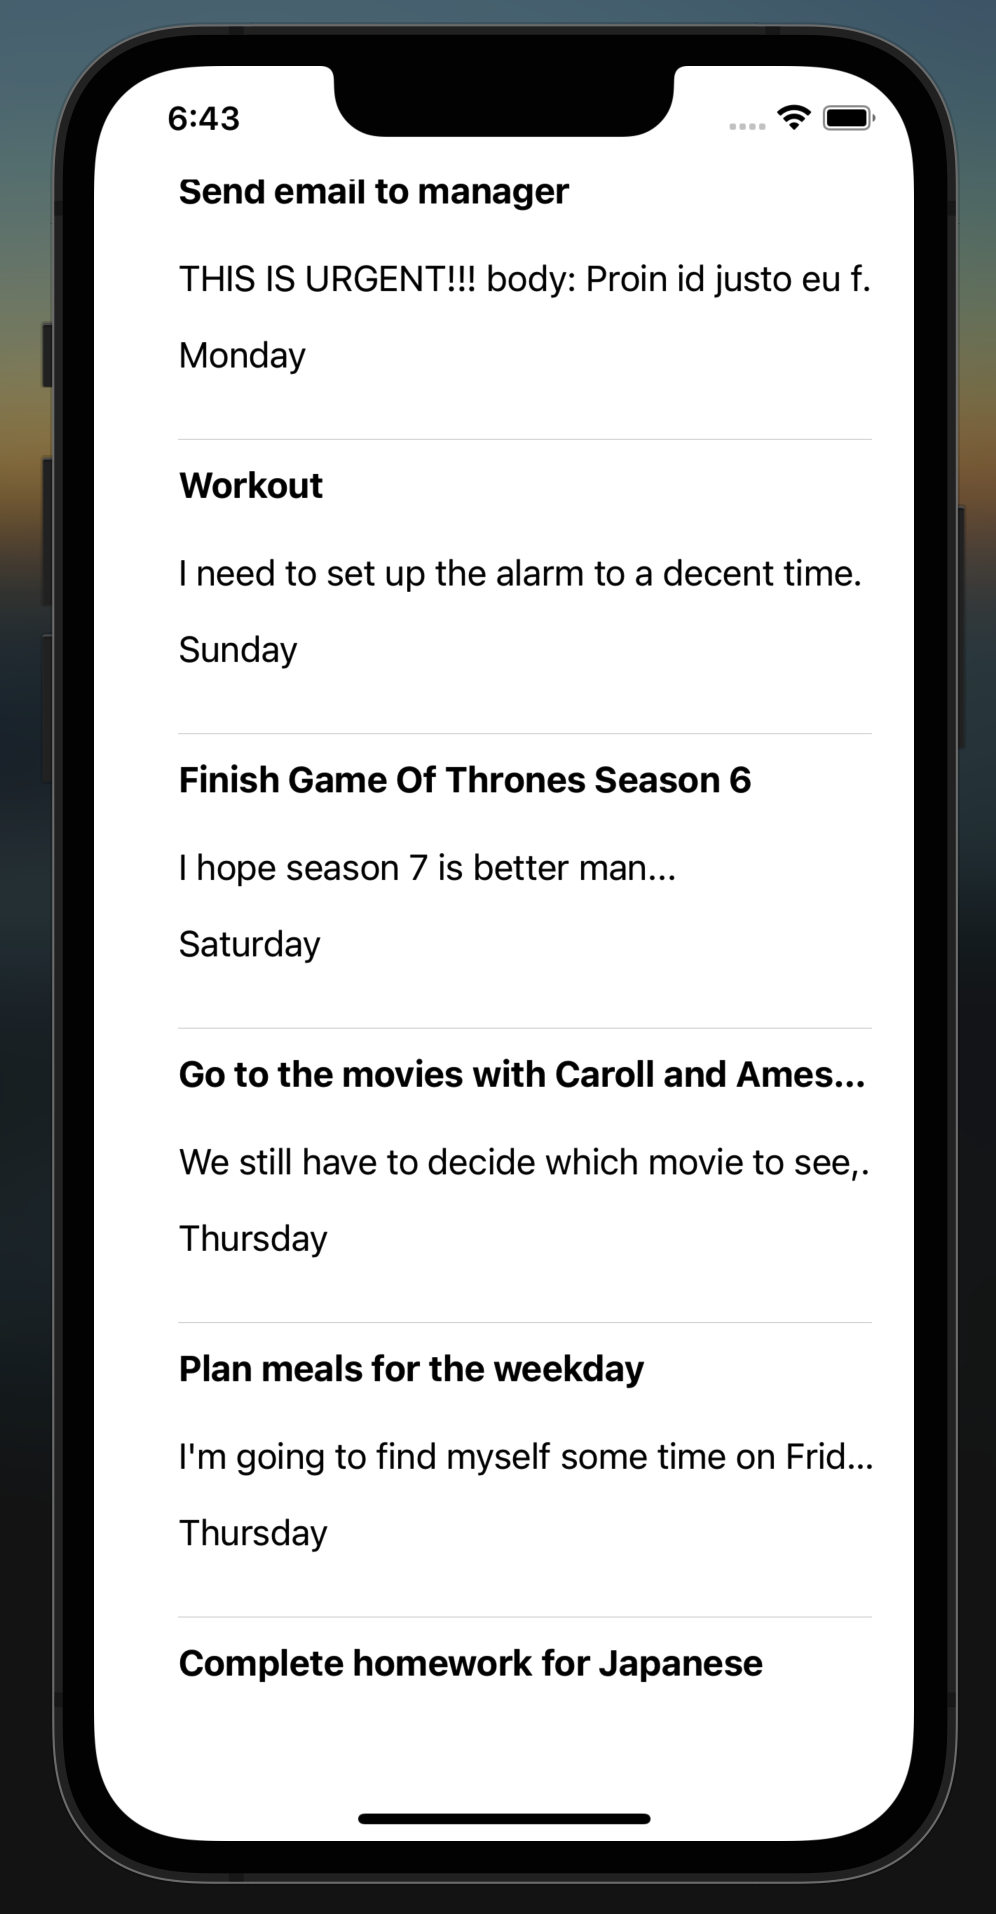 6:43
Send email to manager
THIS IS URGENT!!! body: Proin id justo eu f.
Monday
Workout
I need to set up the alarm to a decent time.
Sunday
Finish Game Of Thrones Season 6
I hope season 7 is better man...
Saturday
Go to the movies with Caroll and Ames...
We still have to decide which movie to see,.
Thursday
Plan meals for the weekday
I'm going to find myself some time on Frid...
Thursday
Complete homework for Japanese